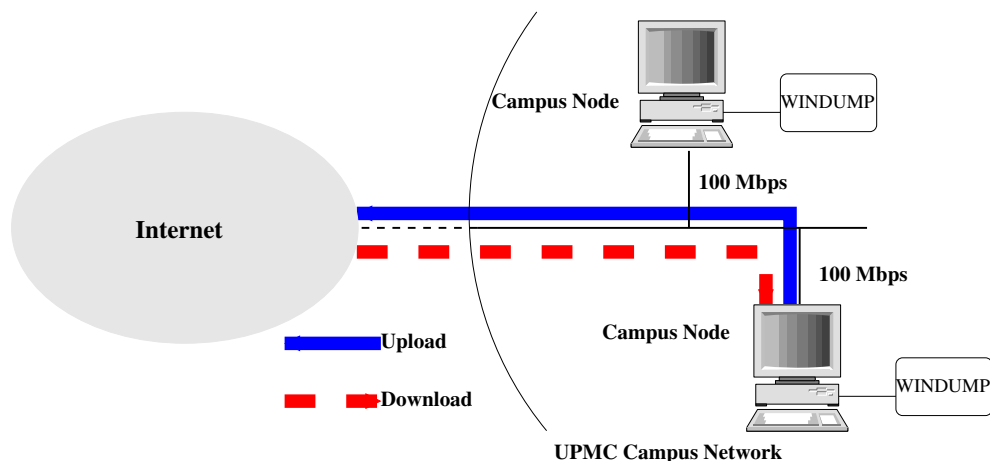 Campus Node
WINDUMP
100 Mbps
Internet
100 Mbps
Campus Node
Upload
WINDUMP
Download
UPMC Campus Network